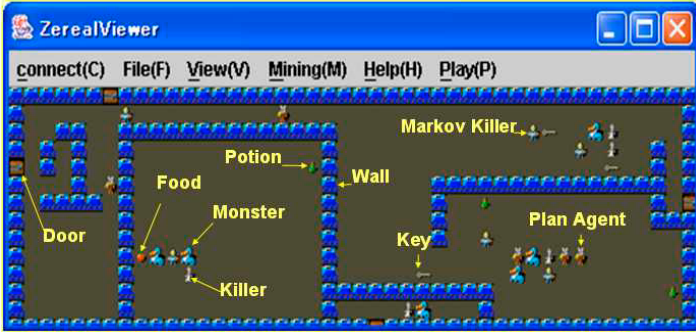 ZerealViewer
connect(C) File(F) View(V) Mining(M) Help(H) Play(P)
Markov Killer
Potion
Wall
Food
Monster
Plan Agent
Door
Key
Killer